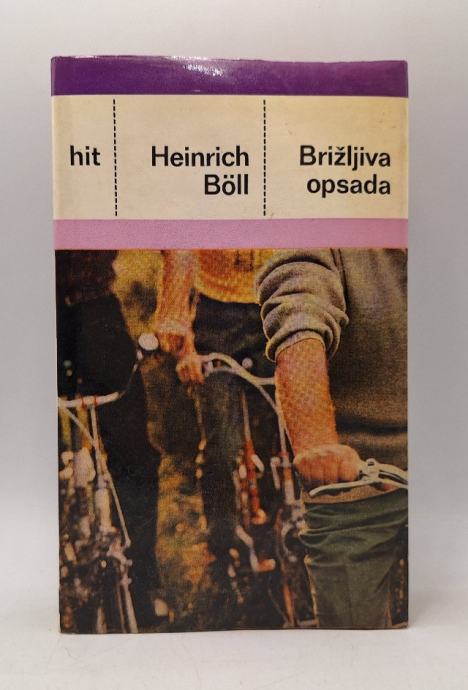 hit
Heinrich
Böll
Brižljiva
opsada